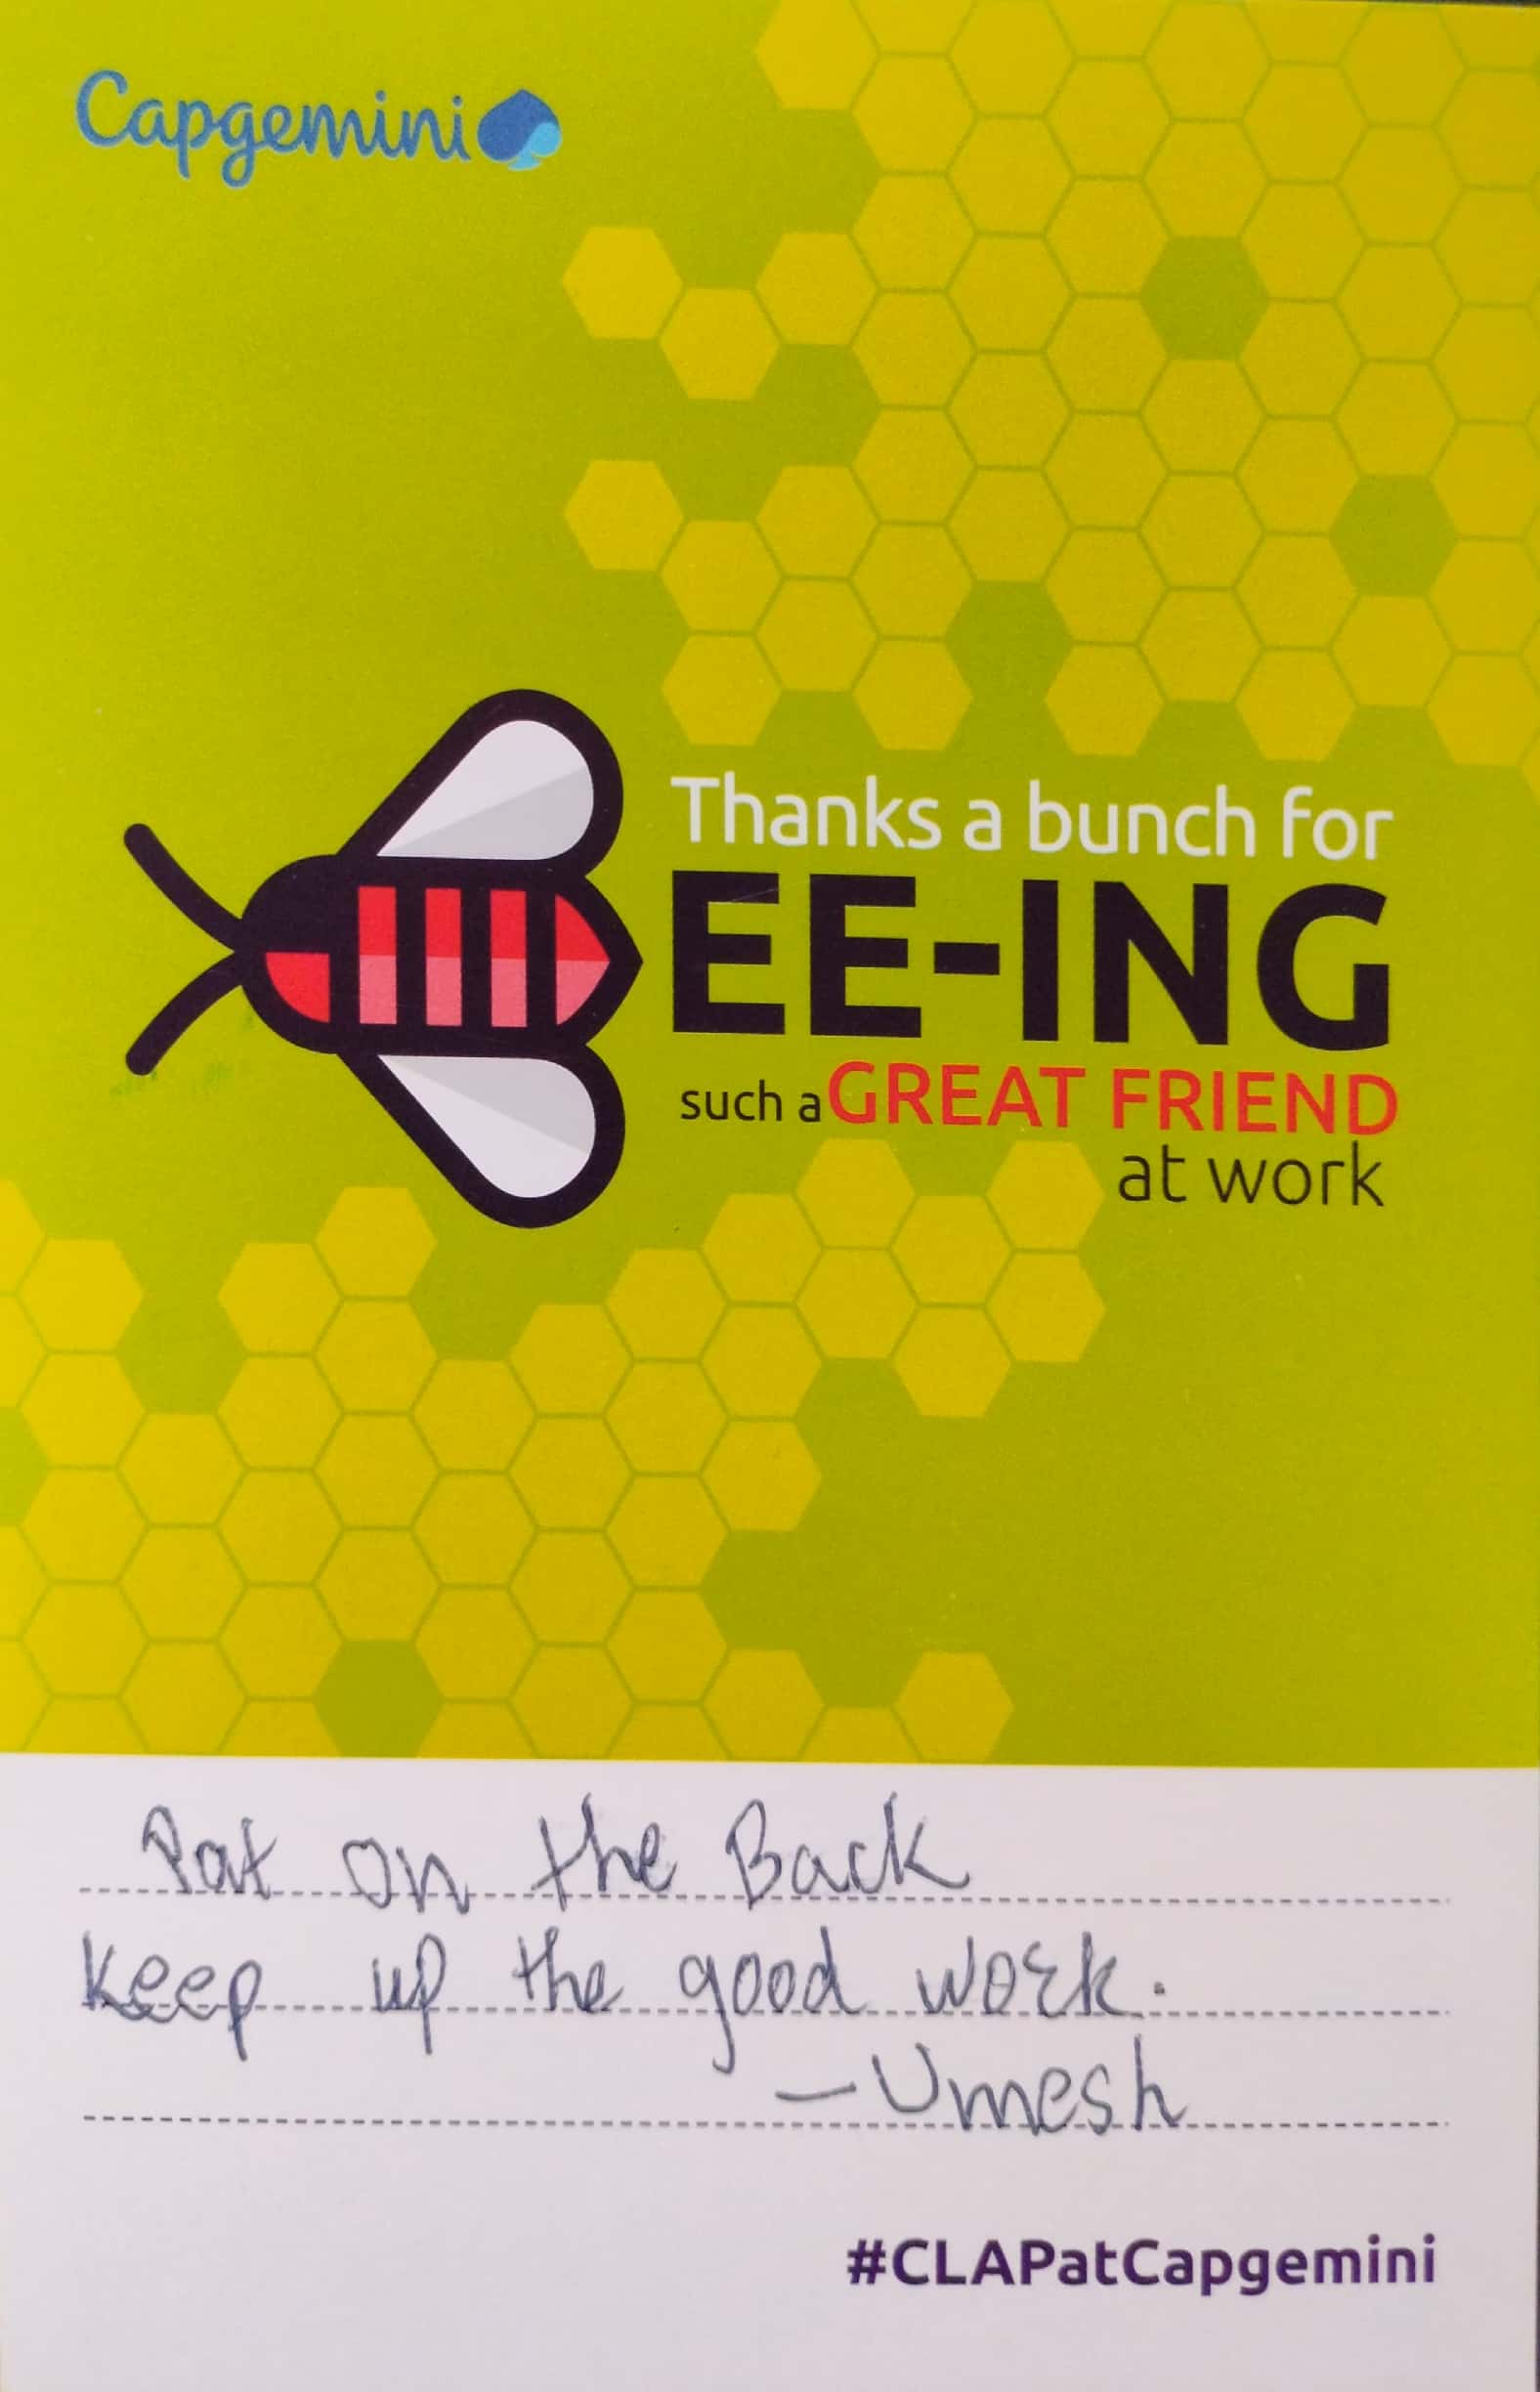 Capgemini
Thanks a bunch for
EE-ING
such a GREAT FRIEND
at work
Pat on the Back
Keep up the good work.
- Umesh
#CLAPatCapgemini